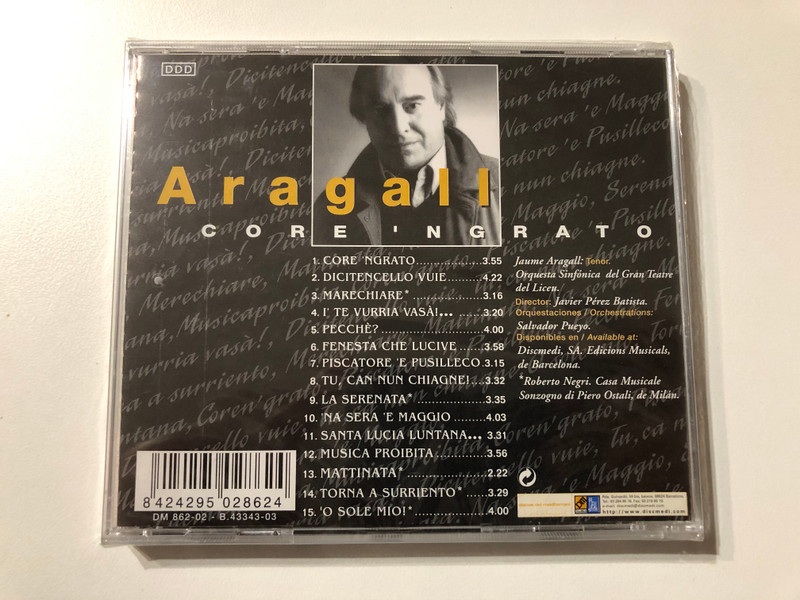 DDD
Aragall
CORE 'NGRATO
1. CORE 'NGRATO...............3.55
2. DICITENCELLO VUIE........4.22
3. MARECHIARE*................3.16
4. I' TE VURRIA VASÀ!... .......3.20
5. PECCHÈ?........................4.00
6. FENESTA CHE LUCIVE..3.58
7. PISCATORE 'E PUSILLECO.3.15
8. TU, CAN NUN CHIAGNE!...3.32
9. LA SERENATA*................3.35
10. 'NA SERA 'E MAGGIO ........4.03
11. SANTA LUCIA LUNTANA... 3.31
12. MUSICA PROIBITA ............3.56
13. MATTINATA*...................2.22
14. TORNA A SURRIENTO* ...3.29
15. 'O SOLE MIO!* ................4.00
Jaume Aragall: Tenor.
Orquesta Sinfónica del Gran Teatre
del Liceu.
Director: Javier Pérez Batista.
Orquestaciones / Orchestrations:
Salvador Pueyo.
Disponibles en / Available at:
Discmedi, SA. Edicions Musicals,
de Barcelona.
*Roberto Negri. Casa Musicale
Sonzogno di Piero Ostali, de Milán.
8 424295 028624
DM 862-02 - B.43343-03
http://www.discmedi.com